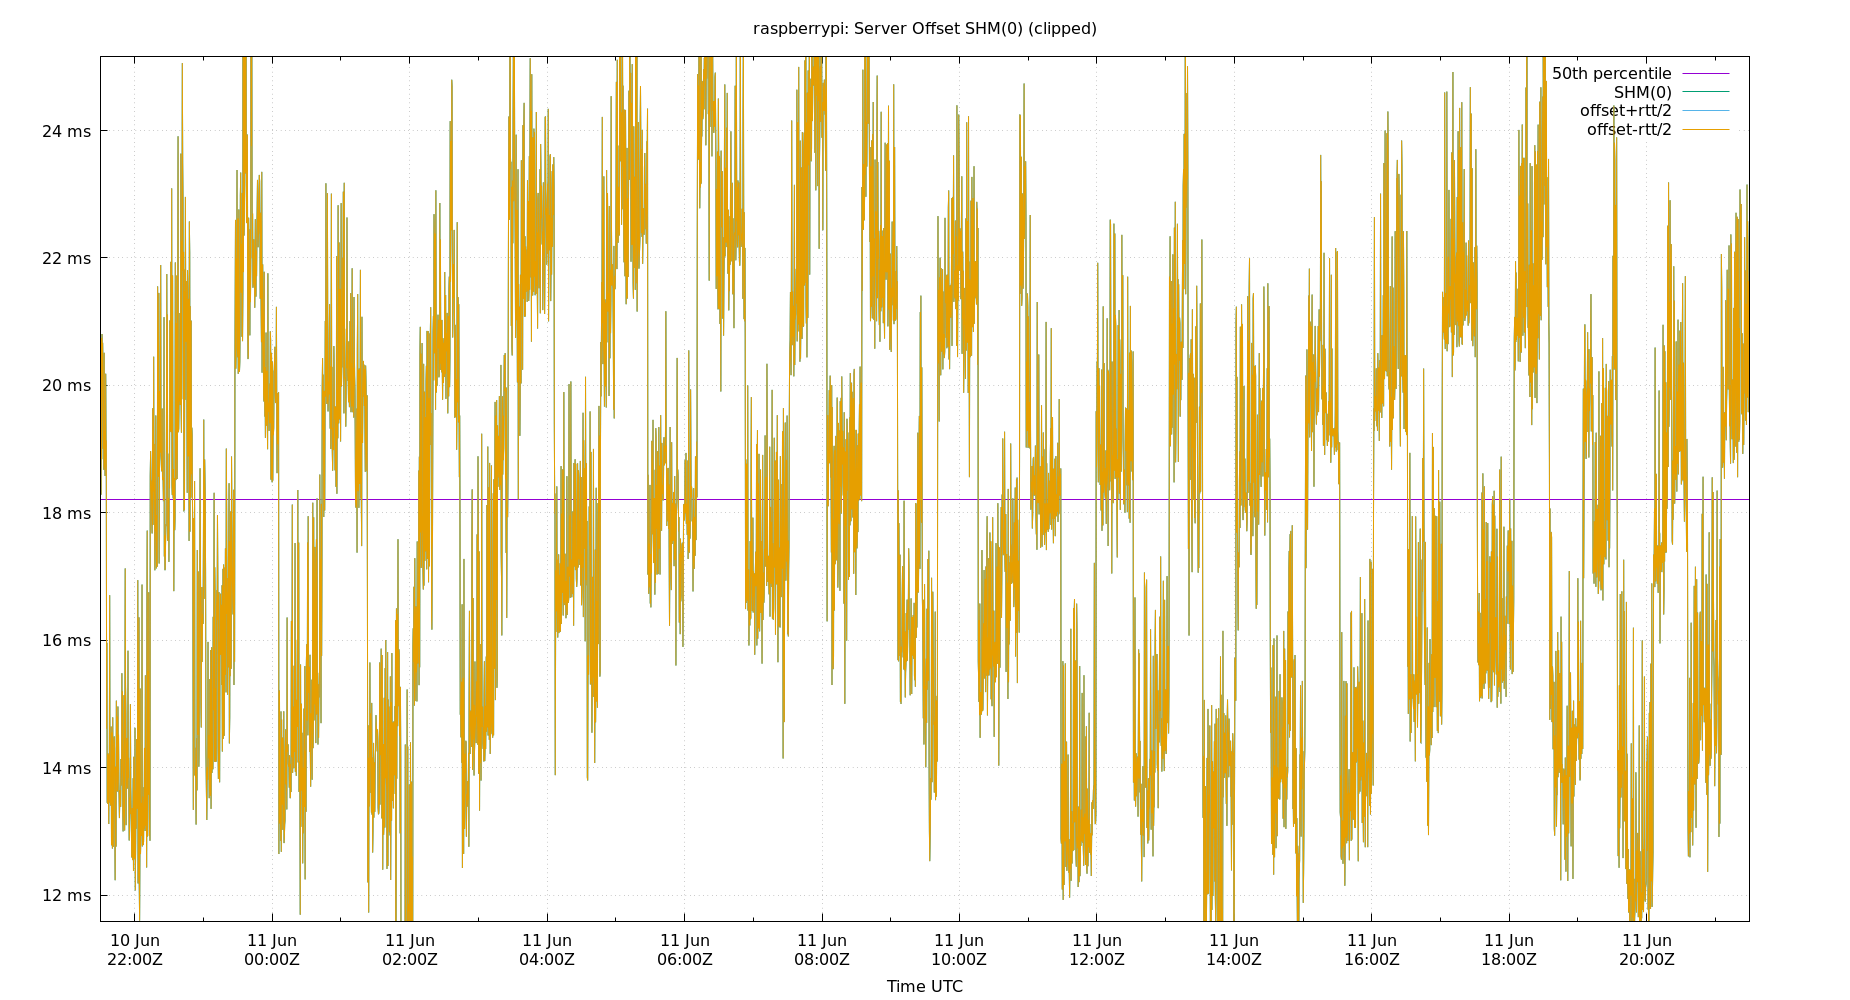 raspberrypi: Server Offset SHM(0) (clipped)
50th percentile
SHM(0)
offset+rtt/2
offset-rtt/2
24 ms
22 ms
20 ms
18 ms
16 ms
14 ms
12 ms
10 Jun 11 Jun 11 Jun 11 Jun 11 Jun 11 Jun 11 Jun 11 Jun 11 Jun 11 Jun 11 Jun 11 Jun
22:00Z 00:00Z 02:00Z 04:00Z 06:00Z 08:00Z 10:00Z 12:00Z 14:00Z 16:00Z 18:00Z 20:00Z
Time UTC